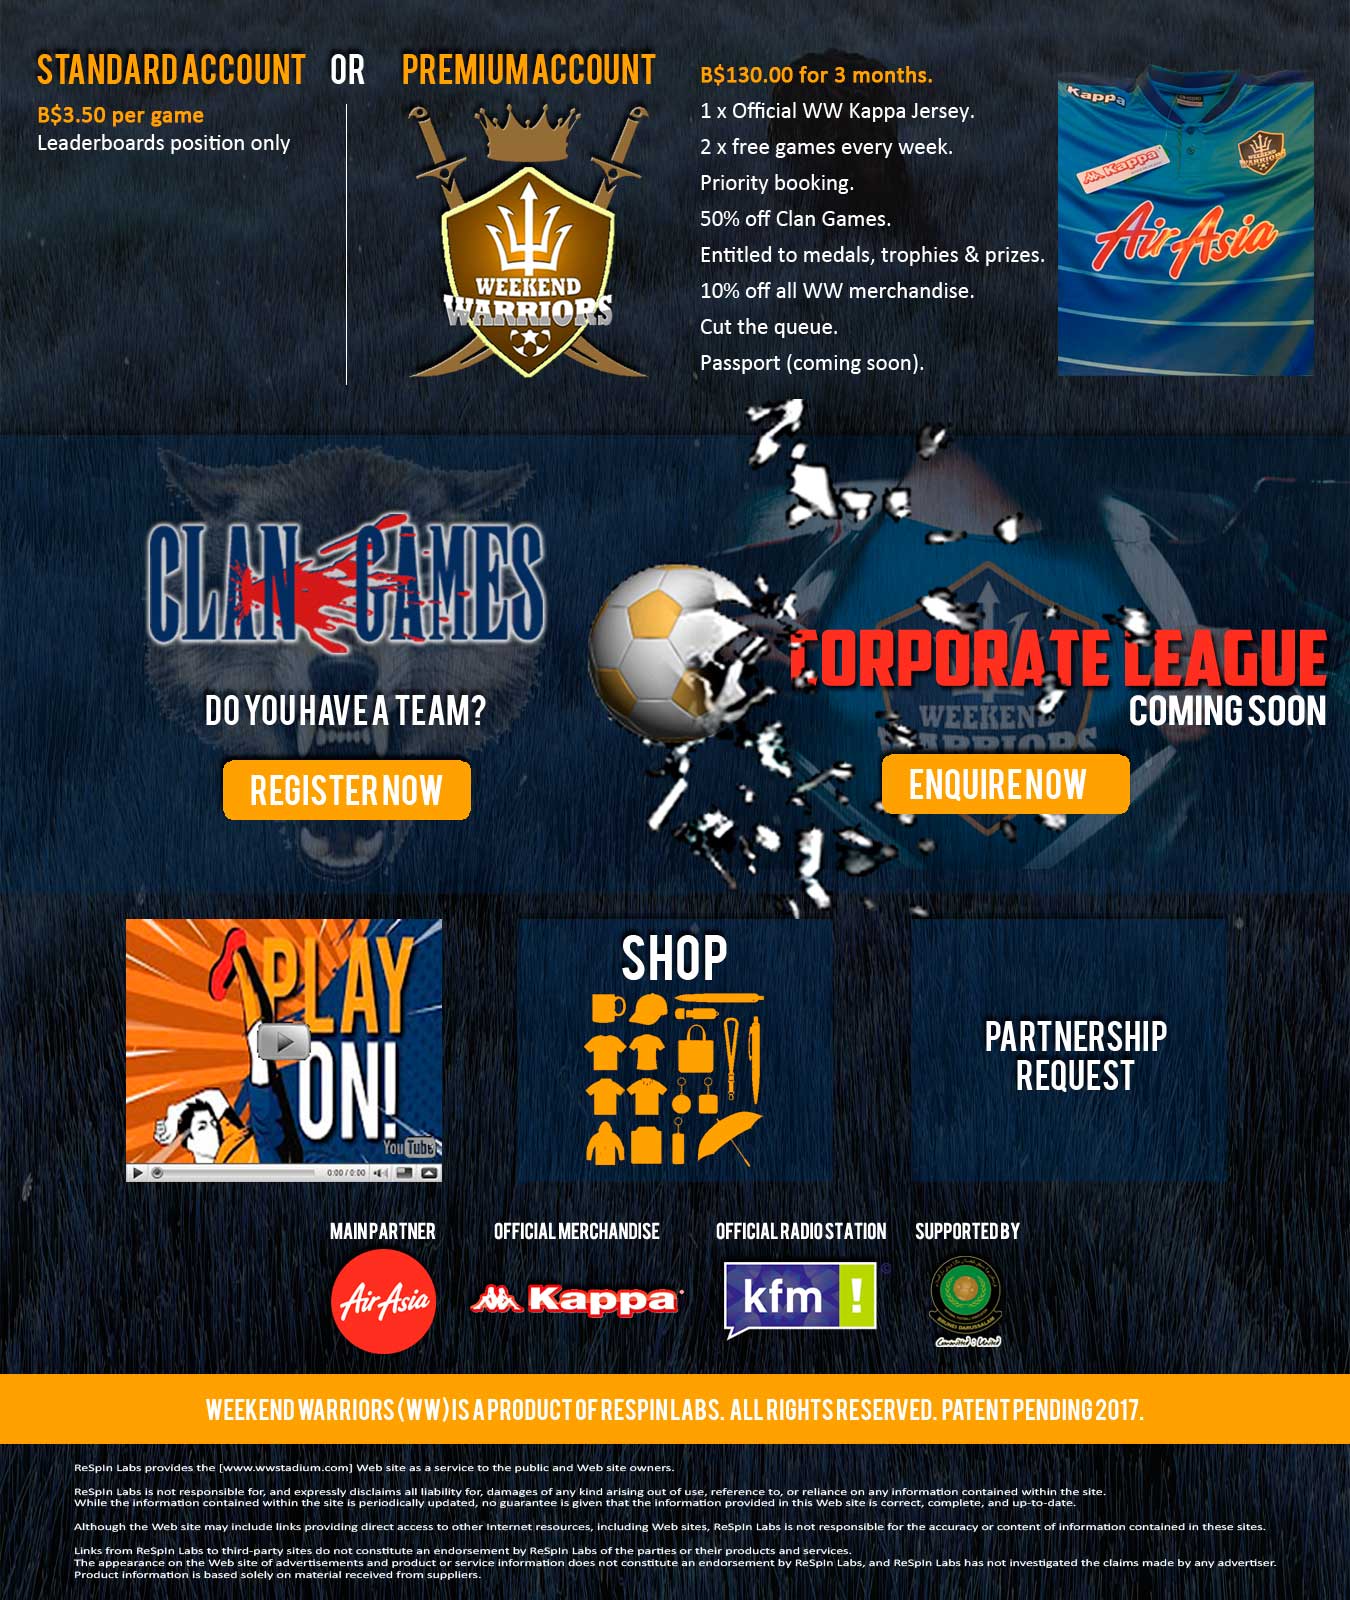 STANDARD ACCOUNT OR PREMIUM ACCOUNT
B$3.50 per game
Leaderboards position only
WEEKEND
WARRIORS
B$130.00 for 3 months.
1 x Official WW Kappa Jersey.
2 x free games every week.
Priority booking.
50% off Clan Games.
Entitled to medals, trophies & prizes.
10% off all WW merchandise.
Cut the queue.
Passport (coming soon).
Kappa
WEEKEND
WARRIORS
Kappa
AirAsia
CLAN GAMES
DO YOU HAVE A TEAM?
REGISTER NOW
CORPORATE LEAGUE
COMING SOON
WEEKEND
WARRIORS
ENQUIRE NOW
PLAY
ON!
YouTube
0:00 / 0:00
SHOP
PARTNERSHIP
REQUEST
MAIN PARTNER
AirAsia
OFFICIAL MERCHANDISE
Kappa
OFFICIAL RADIO STATION
kfm !
SUPPORTED BY
BRUNEI DARUSSALAM
Committed : United
WEEKEND WARRIORS (WW) IS A PRODUCT OF RESPIN LABS. ALL RIGHTS RESERVED. PATENT PENDING 2017.
ReSpIn Labs provides the [www.wwstadium.com] Web site as a service to the public and Web site owners.
ReSpIn Labs is not responsible for, and expressly disclaims all liability for, damages of any kind arising out of use, reference to, or reliance on any information contained within the site.
While the information contained within the site is periodically updated, no guarantee is given that the information provided in this Web site is correct, complete, and up-to-date.
Although the Web site may include links providing direct access to other Internet resources, including Web sites, ReSpIn Labs is not responsible for the accuracy or content of information contained in these sites.
Links from ReSpIn Labs to third-party sites do not constitute an endorsement by ReSpIn Labs of the parties or their products and services.
The appearance on the Web site of advertisements and product or service information does not constitute an endorsement by ReSpIn Labs, and ReSpIn Labs has not investigated the claims made by any advertiser.
Product information is based solely on material received from suppliers.